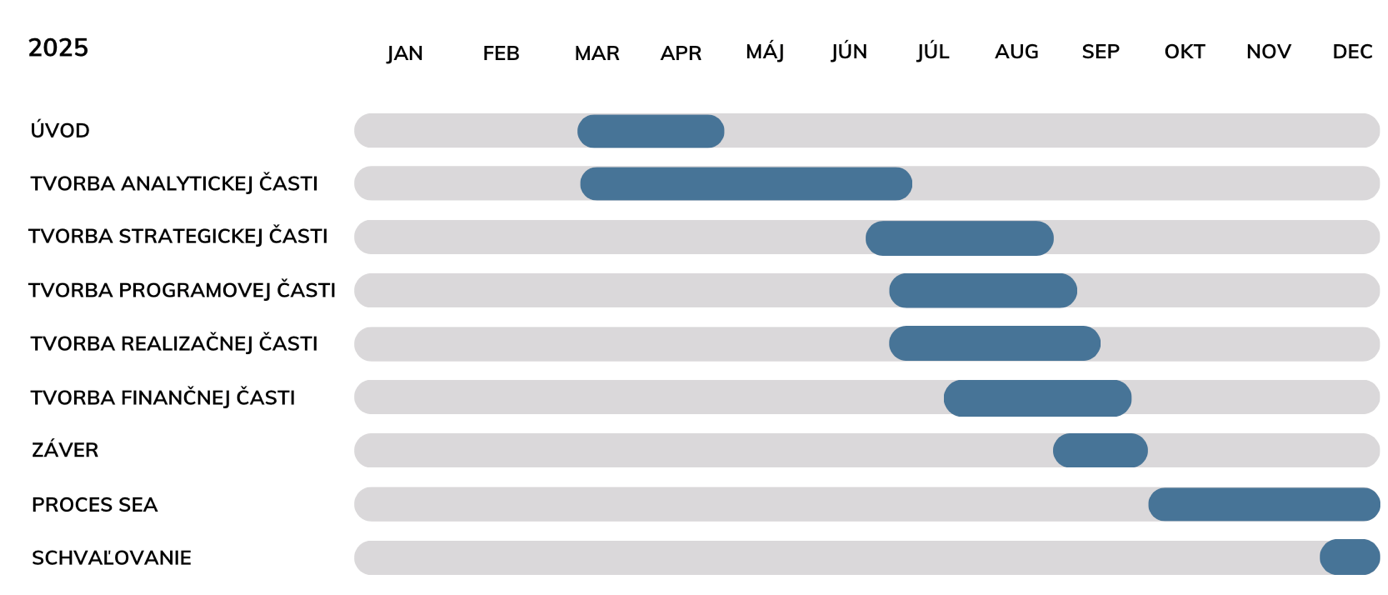 2025 JAN FEB MAR APR MÁJ JÚN JÚL AUG SEP OKT NOV DEC
ÚVOD
TVORBA ANALYTICKEJ ČASTI
TVORBA STRATEGICKEJ ČASTI
TVORBA PROGRAMOVEJ ČASTI
TVORBA REALIZAČNEJ ČASTI
TVORBA FINANČNEJ ČASTI
ZÁVER
PROCES SEA
SCHVAĽOVANIE